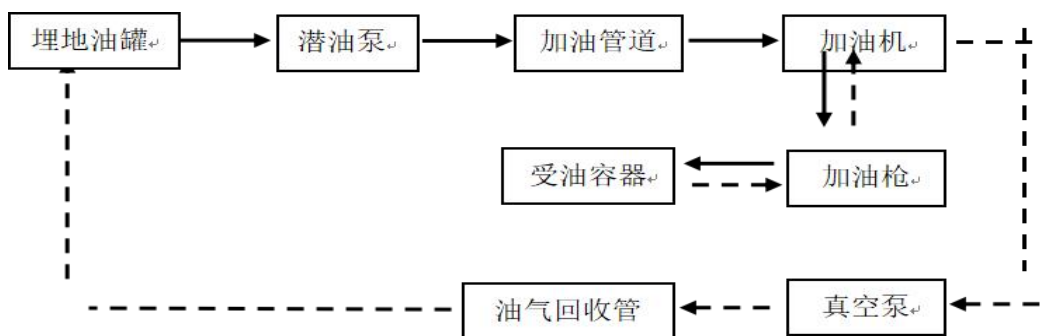 埋地油罐
潜油泵
加油管道
加油机
受油容器
加油枪
油气回收管
真空泵